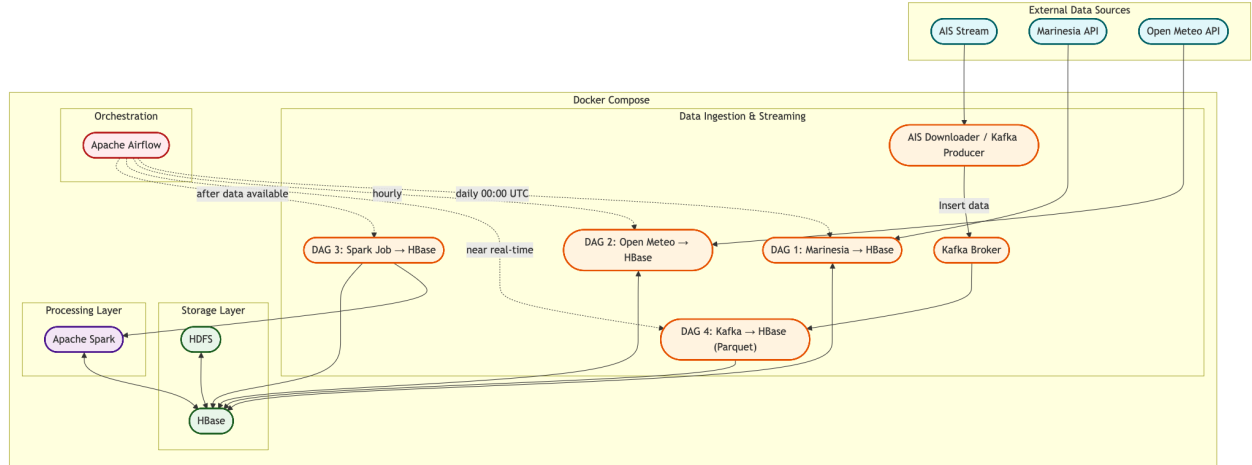 External Data Sources
AIS Stream
Marinesia API
Open Meteo API
Docker Compose
Orchestration
Data Ingestion & Streaming
Apache Airflow
AIS Downloader / Kafka
Producer
after data available
hourly
daily 00:00 UTC
Insert data
DAG 3: Spark Job → HBase
near real-time
DAG 2: Open Meteo →
HBase
DAG 1: Marinesia → HBase
Kafka Broker
Processing Layer
Storage Layer
Apache Spark
HDFS
DAG 4: Kafka → HBase
(Parquet)
HBase